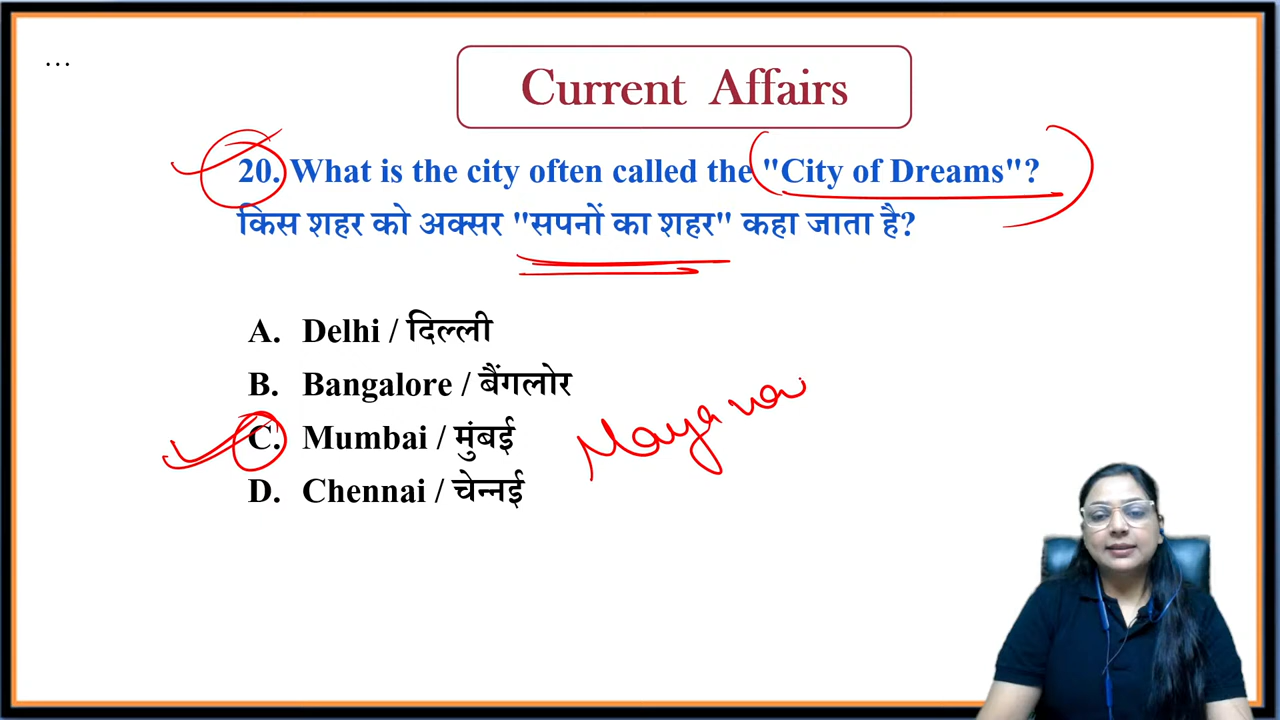 ...
Current Affairs
20. What is the city often called the "City of Dreams"?
किस शहर को अक्सर "सपनों का शहर" कहा जाता है?
A. Delhi / दिल्ली
B. Bangalore / बैंगलोर
C. Mumbai / मुंबई
D. Chennai / चेन्नई